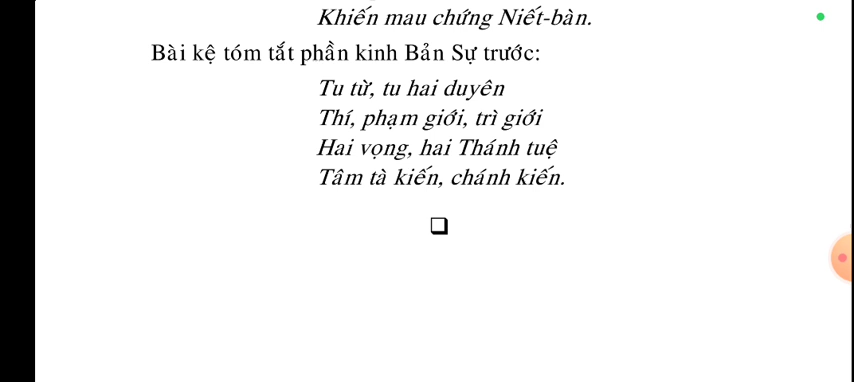 Khiến mau chứng Niết-bàn.
Bài kệ tóm tắt phần kinh Bản Sự trước:
Tu từ, tu hai duyên
Thí, phạm giới, trì giới
Hai vọng, hai Thánh tuệ
Tâm tà kiến, chánh kiến.